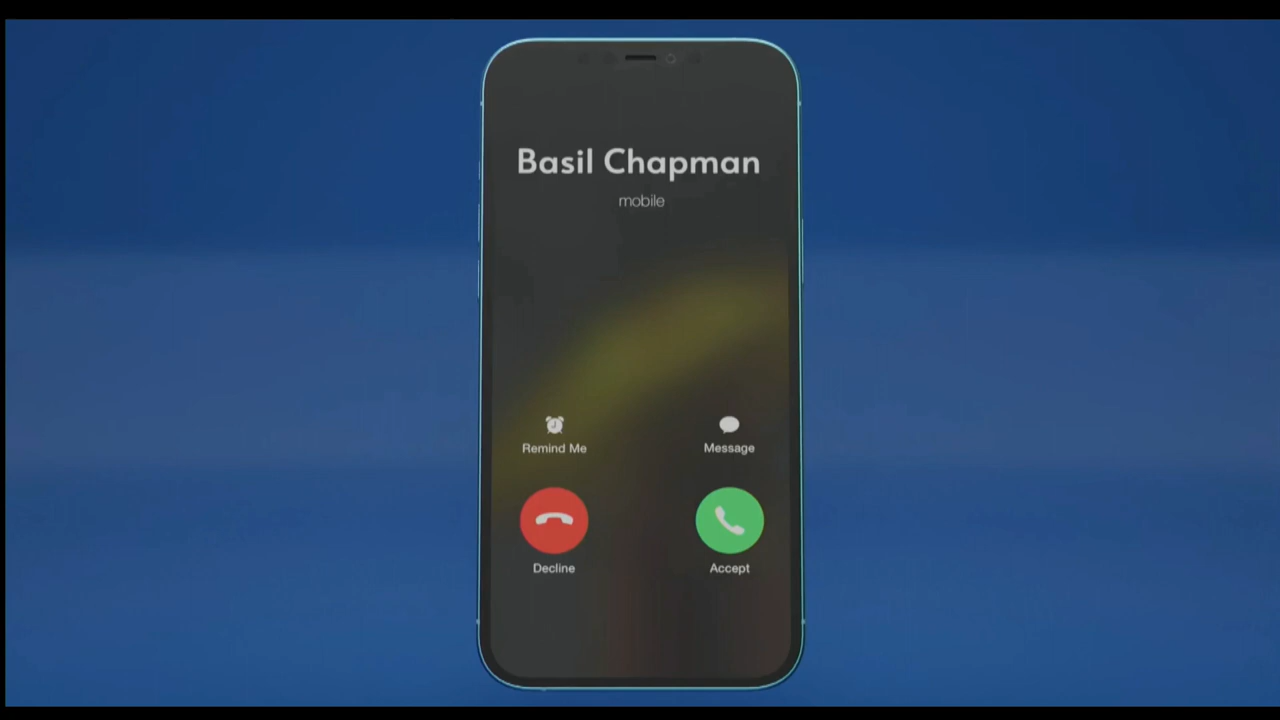 Basil Chapman
mobile
Remind Me
Message
Decline
Accept